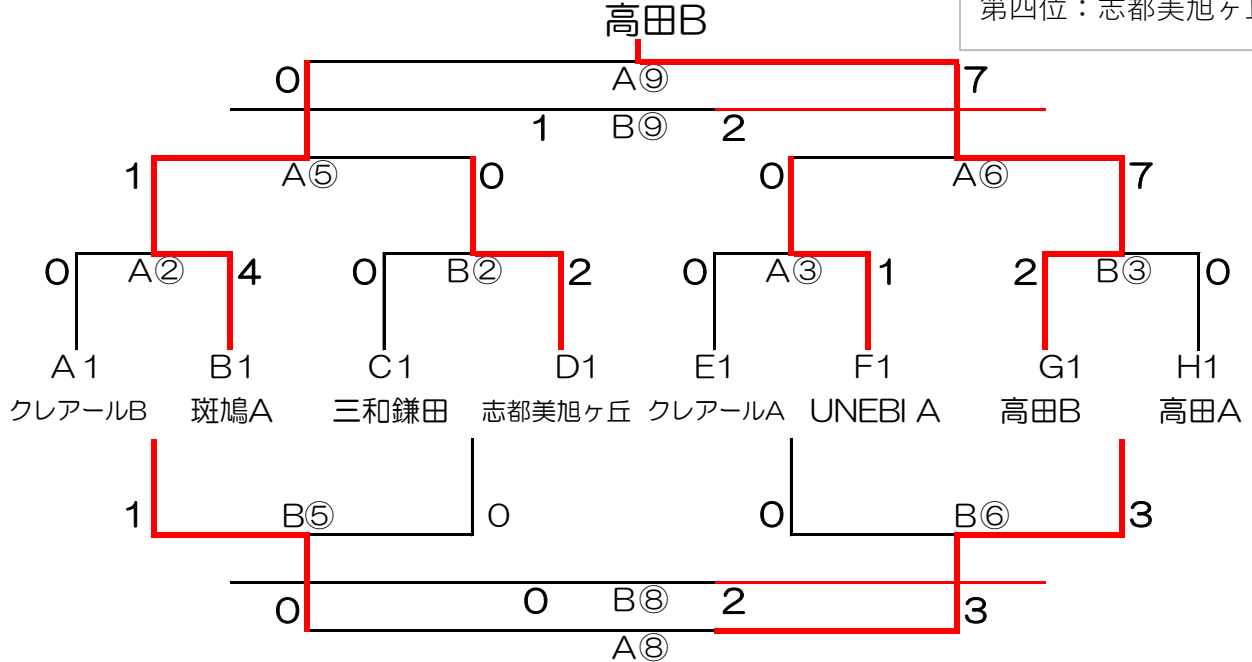 高田B
第四位：志都美旭ヶ
0 A⑨ 7
1 B⑨ 2
1 A⑤ 0 0 A⑥ 7
0 A② 4 0 B② 2 0 A③ 1 2 B③ 0
A1 B1 C1 D1 E1 F1 G1 H1
クレアールB 斑鳩A 三和鎌田 志都美旭ヶ丘 クレアールA UNEBI A 高田B 高田A
1 B⑤ 0 0 B⑥ 3
0 B⑧ 2
0 A⑧ 3